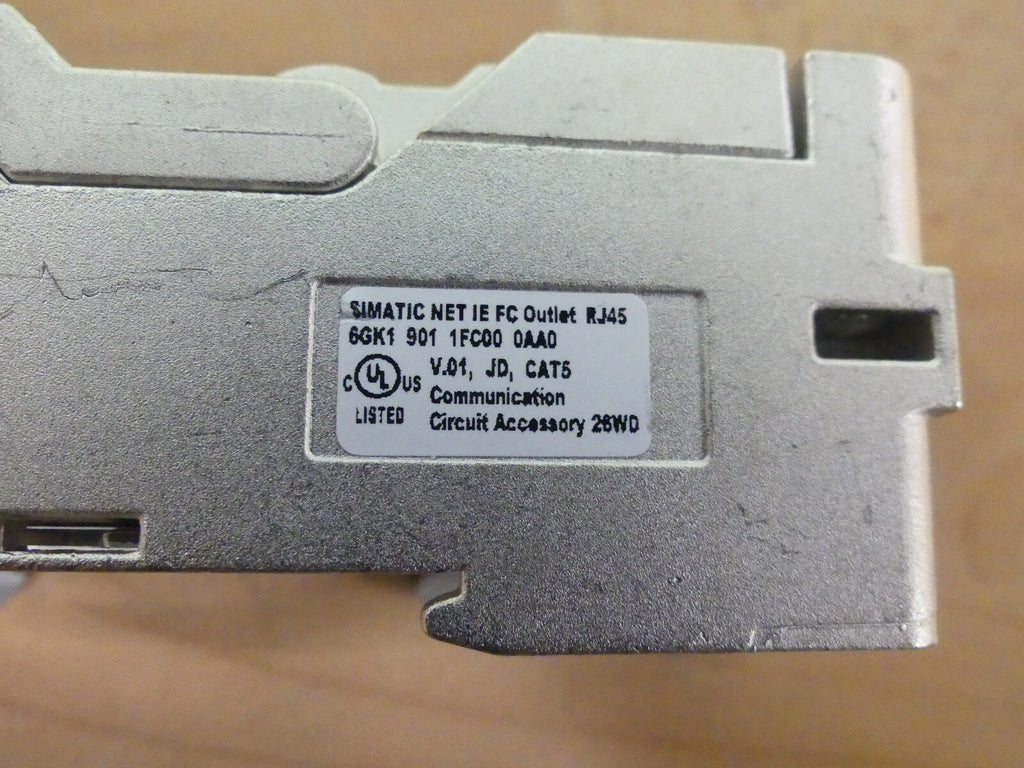 SIMATIC NET IE FC Outlet RJ45
6GK1 901 1FC00 0AA0
V.01, JD, CAT5
C UL US
LISTED
Communication
Circuit Accessory 26WD